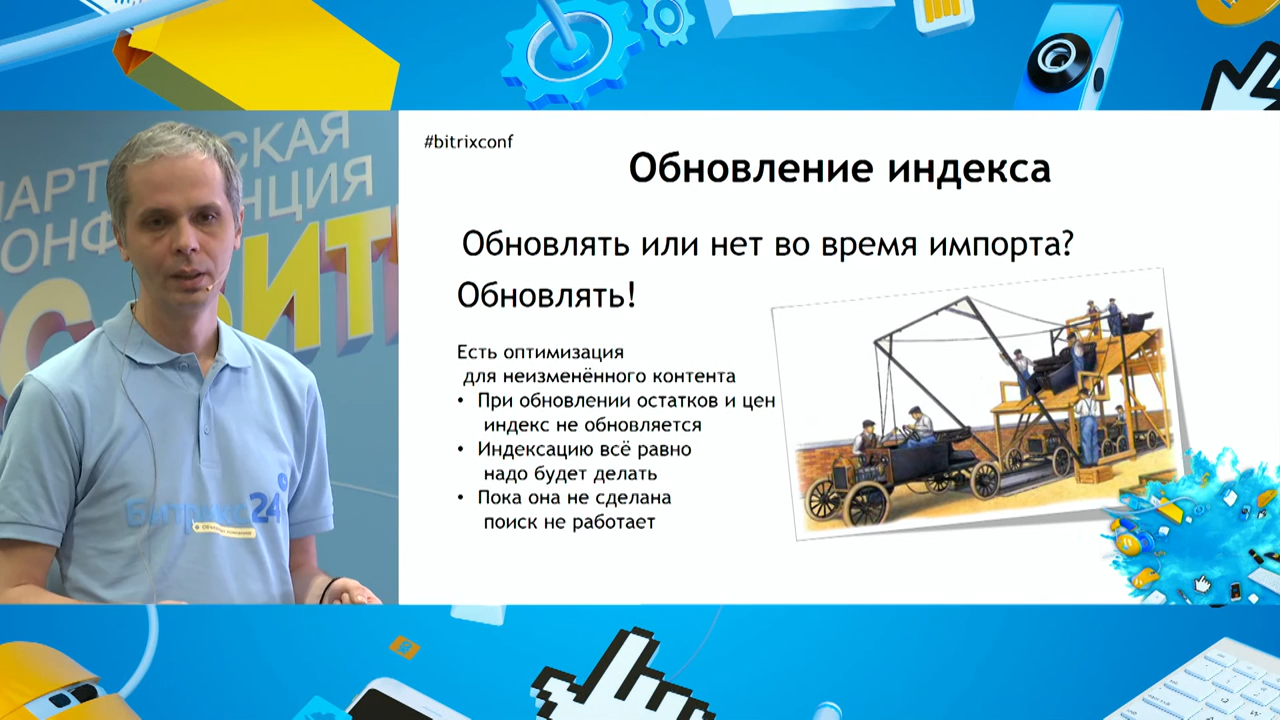 #bitrixconf
Обновление индекса
Обновлять или нет во время импорта?
Обновлять!
Есть оптимизация
для неизменённого контента
• При обновлении остатков и цен
индекс не обновляется
• Индексацию всё равно
надо будет делать
• Пока она не сделана
поиск не работает
Битрикс24